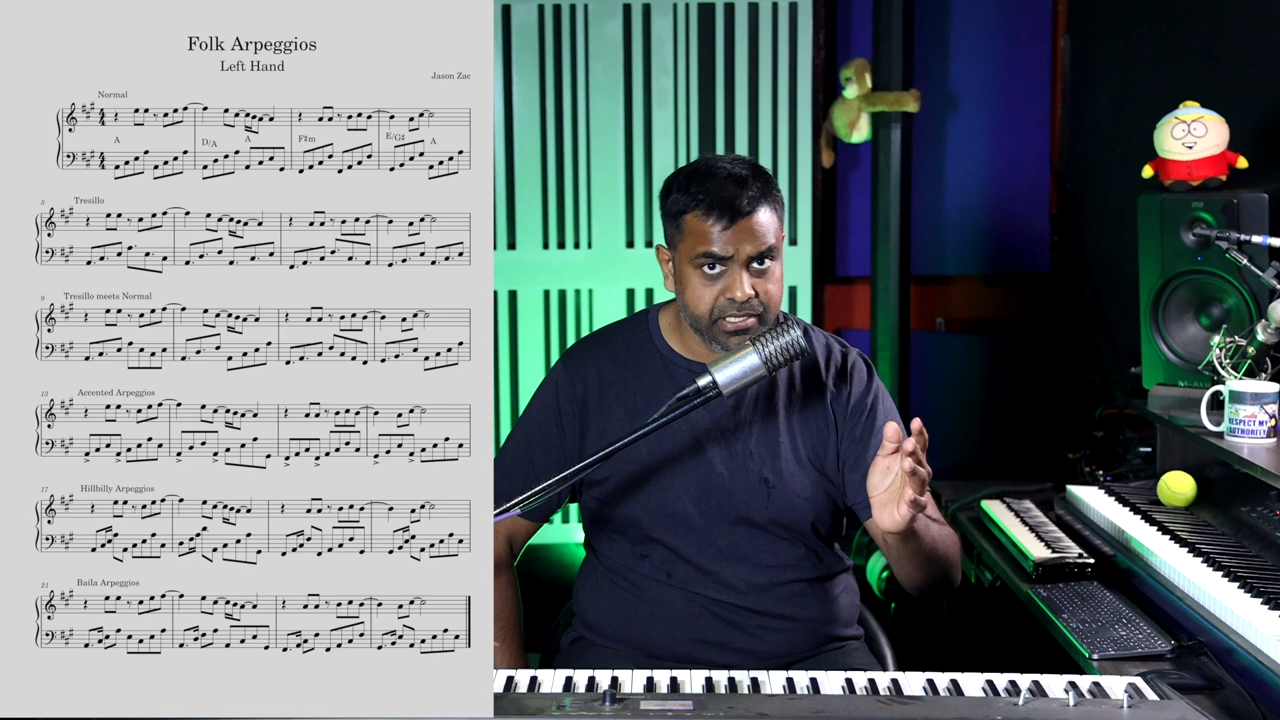 Folk Arpeggios
Left Hand
Jason Zac
Normal
A
D/A
A
F#m
E/G#
A
5
Tresillo
9
Tresillo meets Normal
13
Accented Arpeggios
17
Hillbilly Arpeggios
21
Baila Arpeggios
RESPECT MY
AUTHORITY